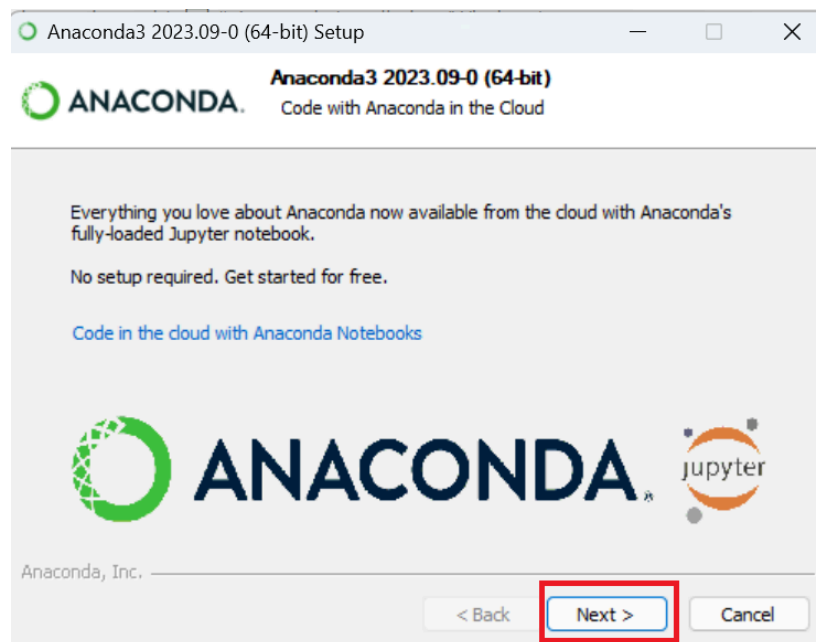 Anaconda3 2023.09-0 (64-bit) Setup
ANACONDA.
Anaconda3 2023.09-0 (64-bit)
Code with Anaconda in the Cloud
Everything you love about Anaconda now available from the cloud with Anaconda's
fully-loaded Jupyter notebook.
No setup required. Get started for free.
Code in the cloud with Anaconda Notebooks
ANACONDA.
jupyter
Anaconda, Inc.
< Back
Next >
Cancel